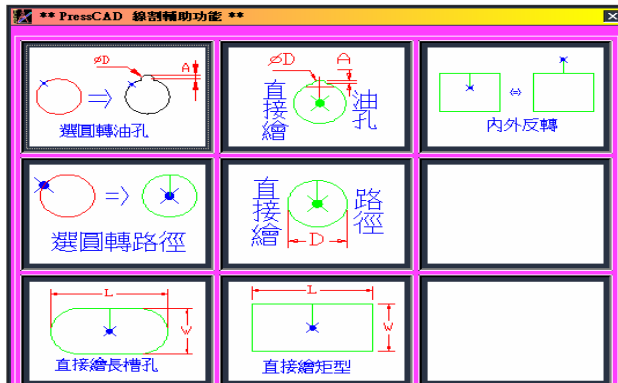 ** PressCAD 線割輔助功能 **
øD A
選圓轉油孔
øD A
直接繪 油孔
內外反轉
選圓轉路徑
直接繪 路徑
D
L
W
直接繪長槽孔
L
W
直接繪矩型